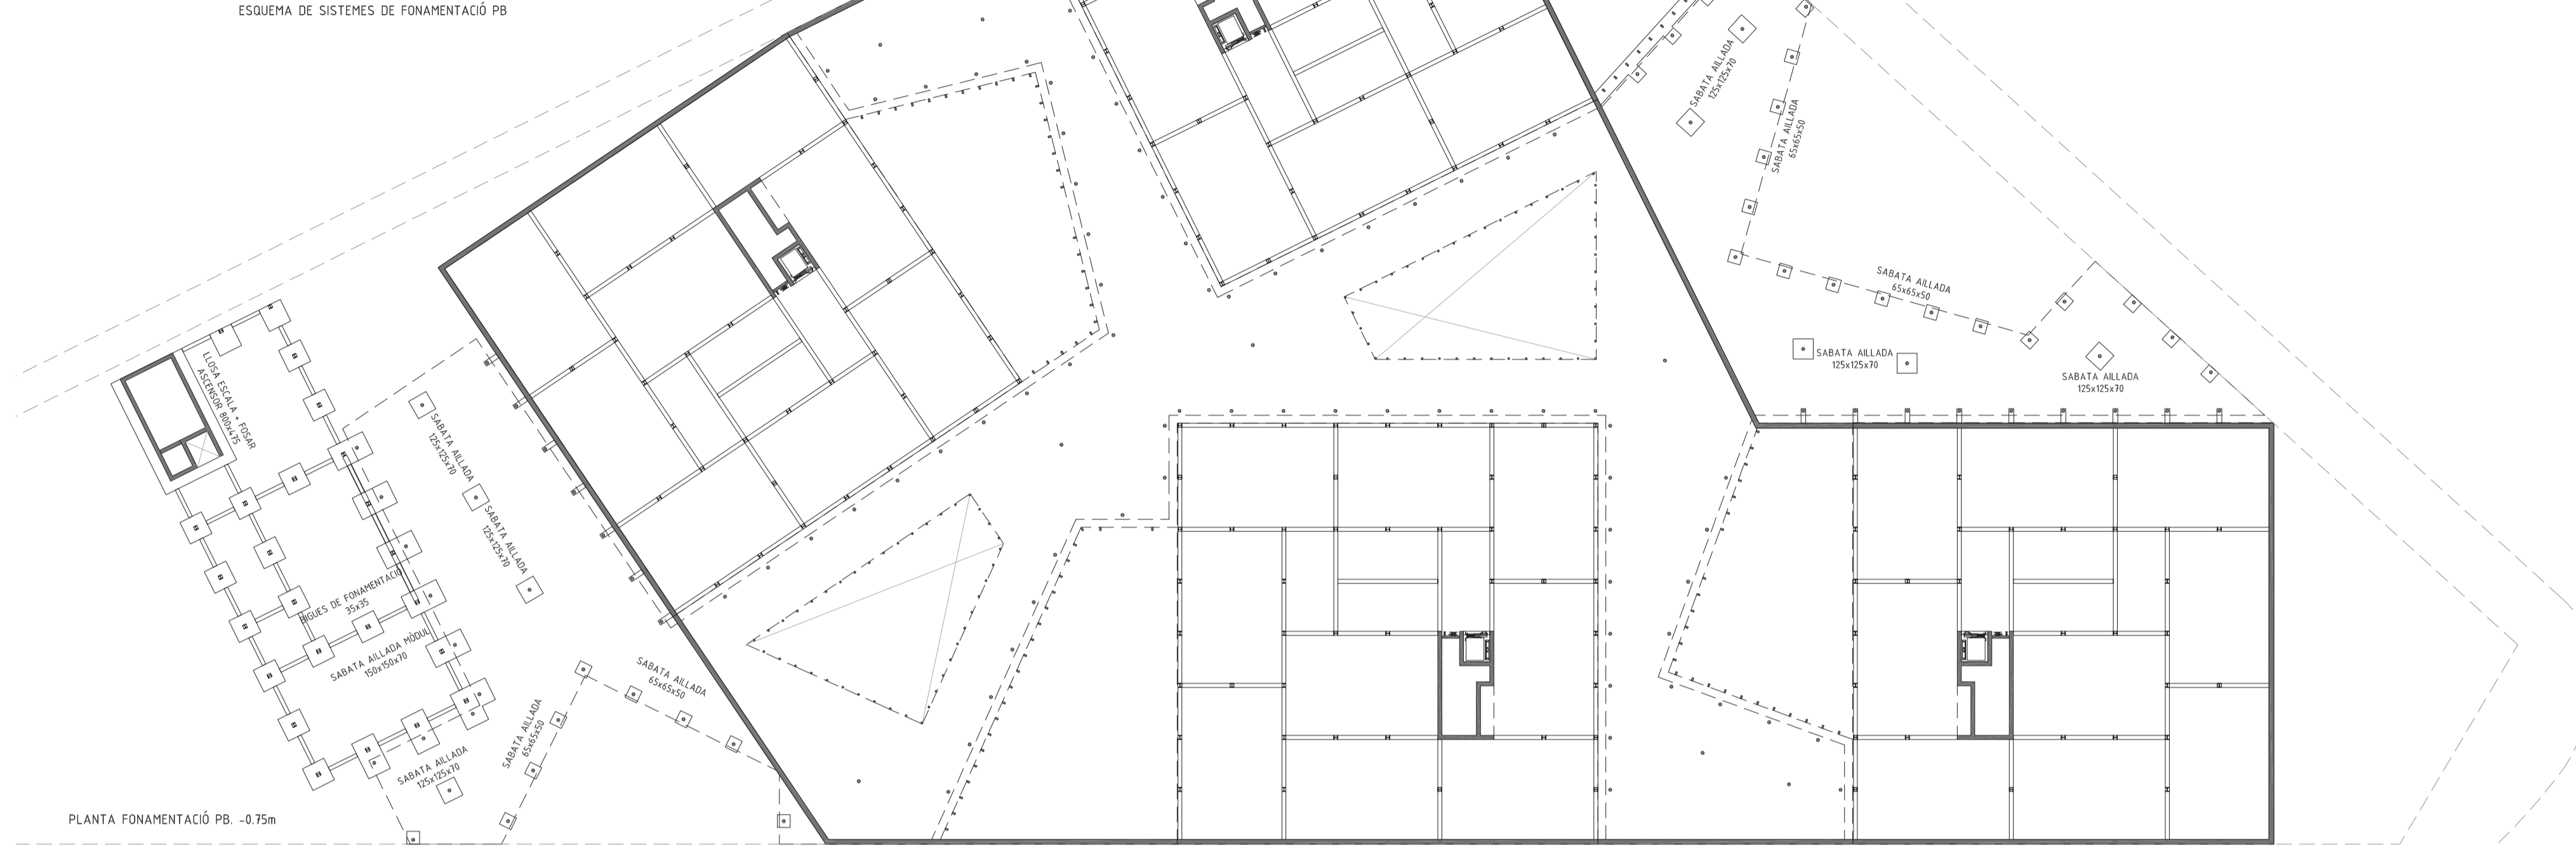 ESQUEMA DE SISTEMES DE FONAMENTACIÓ PB
SABATA AILLADA
125x125x70
SABATA AILLADA
65x65x50
SABATA AILLADA
65x65x50
SABATA AILLADA
125x125x70
SABATA AILLADA
125x125x70
LLOSA ESCALA + FOSAR
ASCENSOR 800x475
SABATA AILLADA
125x125x70
SABATA AILLADA
125x125x70
BIGUES DE FONAMENTACIÓ
35x35
SABATA AILLADA MÒDUL
150x150x70
SABATA AILLADA
65x65x50
SABATA AILLADA
65x65x50
SABATA AILLADA
125x125x70
PLANTA FONAMENTACIÓ PB. -0.75m